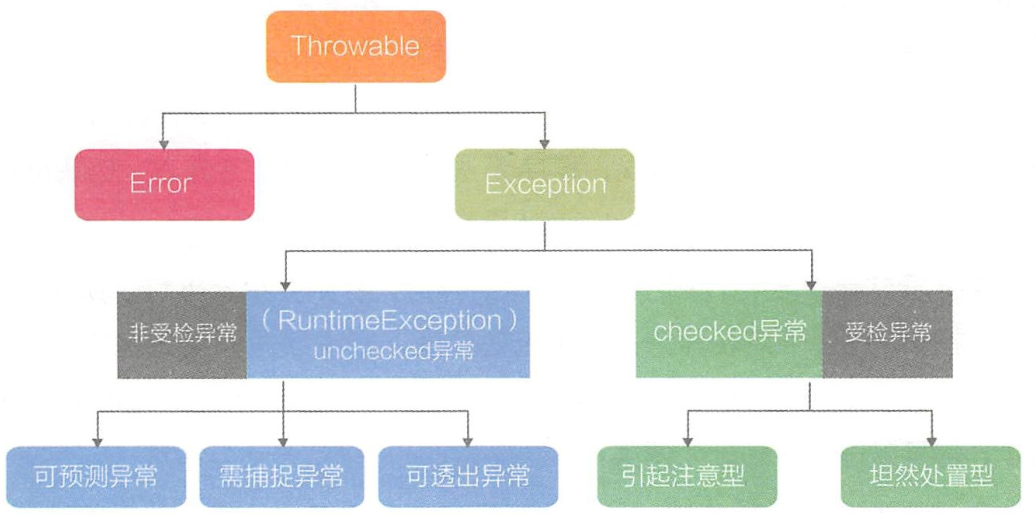 Throwable
Error
Exception
非受检异常
（RuntimeException）
unchecked异常
checked异常
受检异常
可预测异常
需捕捉异常
可透出异常
引起注意型
坦然处置型